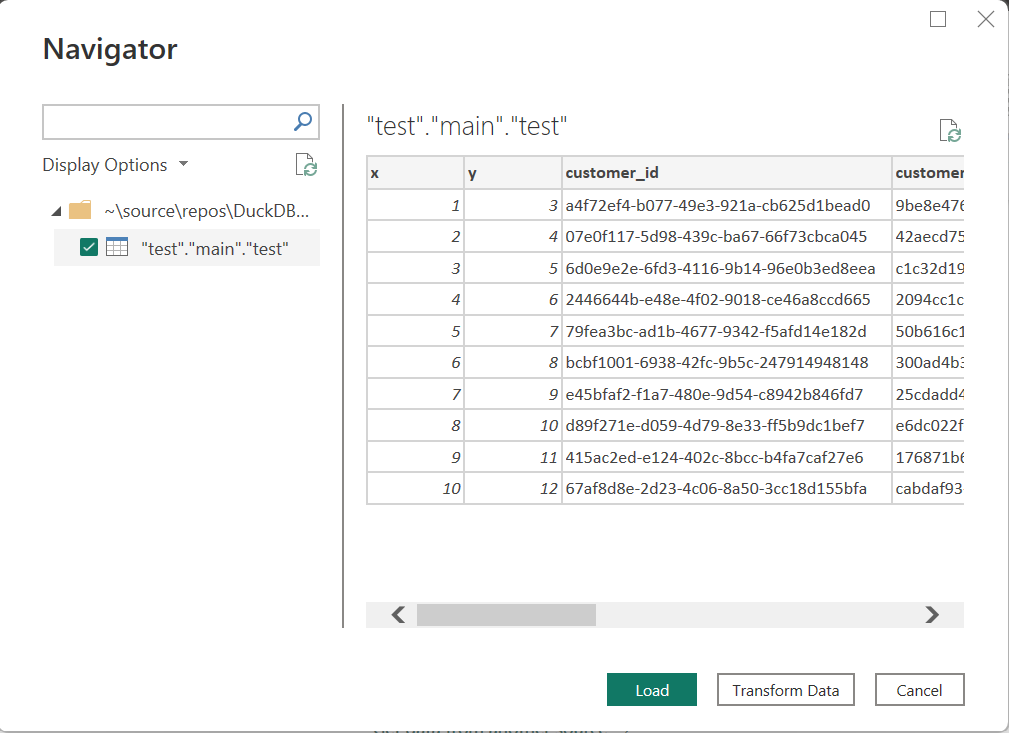 Navigator
Display Options
~\source\repos\DuckDB...
"test"."main"."test"
"test"."main"."test"
x y customer_id customer
1 3 a4f72ef4-b077-49e3-921a-cb625d1bead0 9be8e476
2 4 07e0f117-5d98-439c-ba67-66f73cbca045 42aecd75
3 5 6d0e9e2e-6fd3-4116-9b14-96e0b3ed8eea c1c32d19
4 6 2446644b-e48e-4f02-9018-ce46a8ccd665 2094cc1c
5 7 79fea3bc-ad1b-4677-9342-f5afd14e182d 50b616c1
6 8 bcbf1001-6938-42fc-9b5c-247914948148 300ad4b3
7 9 e45bfaf2-f1a7-480e-9d54-c8942b846fd7 25cdadd4
8 10 d89f271e-d059-4d79-8e33-ff5b9dc1bef7 e6dc022f
9 11 415ac2ed-e124-402c-8bcc-b4fa7caf27e6 176871b6
10 12 67af8d8e-2d23-4c06-8a50-3cc18d155bfa cabdaf93
Load Transform Data Cancel